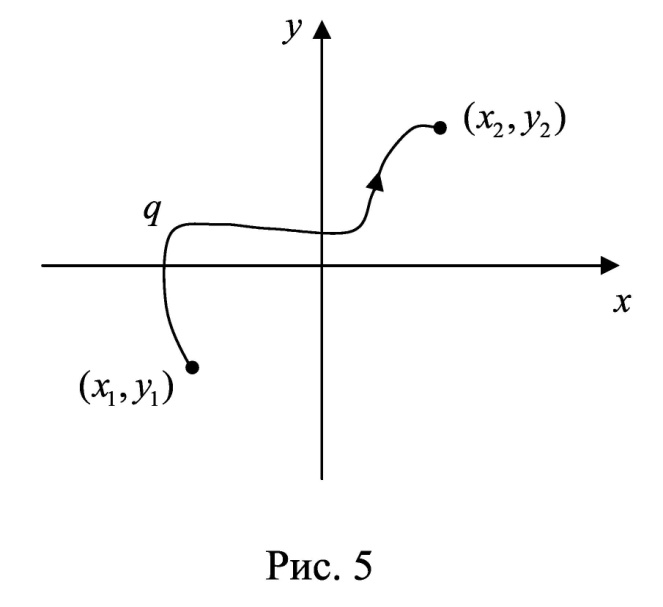 y
(x₂, y₂)
q
x
(x₁, y₁)
Рис. 5